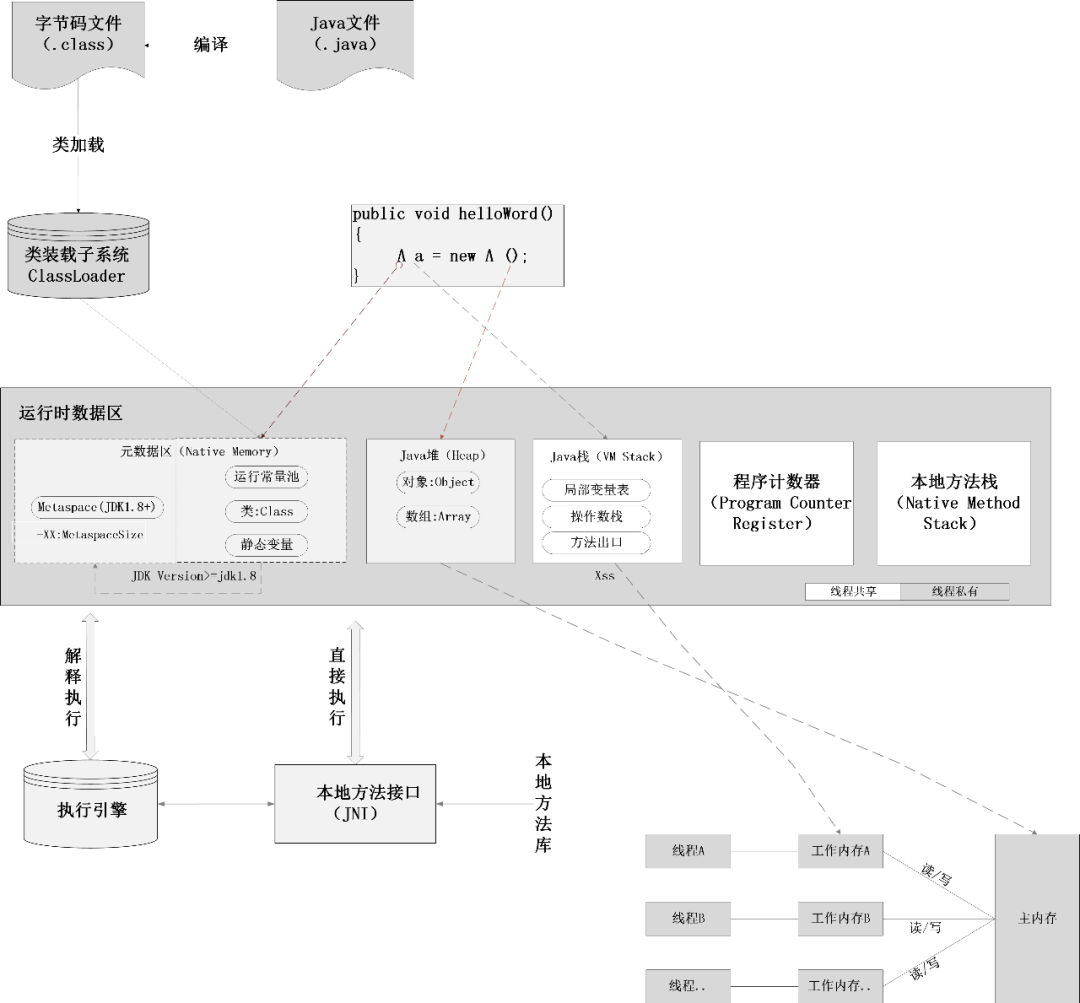 字节码文件
（.class）
编译
Java文件
（.java）
类加载
类装载子系统
ClassLoader
public void helloWord()
{
A a = new A ();
}
运行时数据区
元数据区（Native Memory）
运行常量池
Metaspace(JDK1.8+)
类:Class
-XX:MetaspaceSize
静态变量
JDK Version>=jdk1.8
Java堆（Heap）
对象:Object
数组:Array
Java栈（VM Stack）
局部变量表
操作数栈
方法出口
Xss
程序计数器
（Program Counter
Register）
本地方法栈
（Native Method
Stack）
线程共享
线程私有
解释执行
直接执行
执行引擎
本地方法接口
（JNI）
本地方法库
线程A
工作内存A
读/写
线程B
工作内存B
读/写
主内存
线程..
工作内存..
读/写